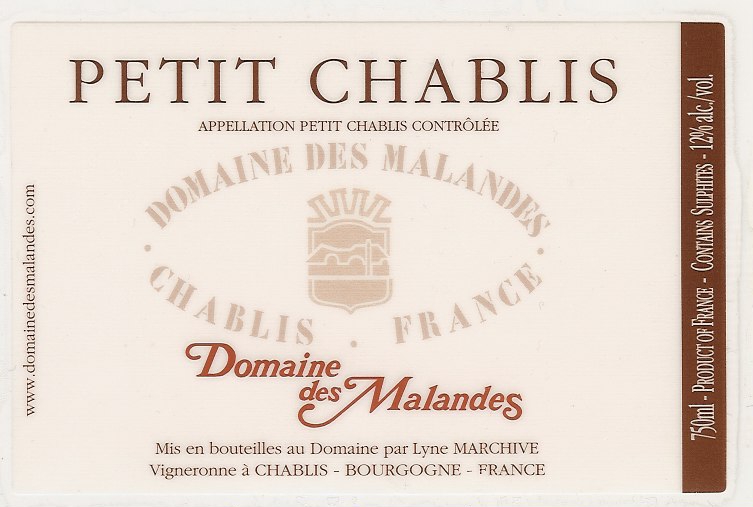 PETIT CHABLIS
APPELLATION PETIT CHABLIS CONTRÔLÉE
DOMAINE DES MALANDES
· CHABLIS · FRANCE ·
Domaine
des Malandes
Mis en bouteilles au Domaine par Lyne MARCHIVE
Vigneronne à CHABLIS - BOURGOGNE - FRANCE
www.domainedesmalandes.com
750ml - PRODUCT OF FRANCE - CONTAINS SULPHITES - 12% alc./vol.